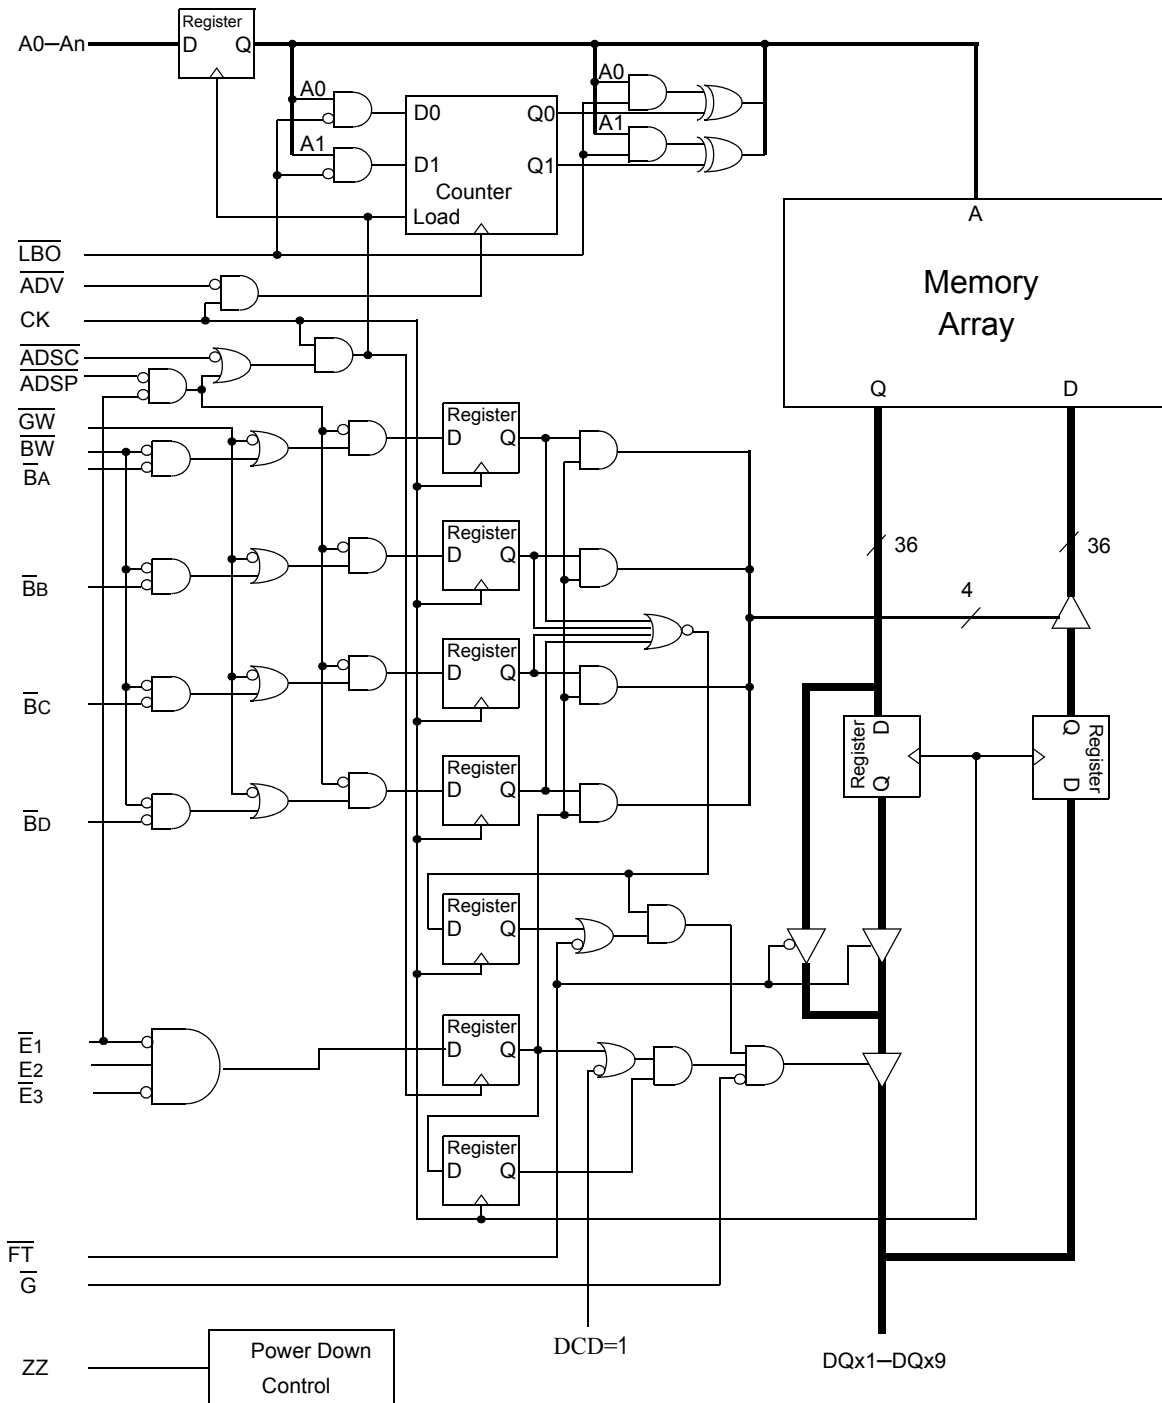 Register
A0–An
D Q
A0
A0
D0 Q0
A1
A1
D1 Q1
Counter
Load
A
LBO
ADV
Memory
CK
Array
ADSC
ADSP
Q D
GW
Register
BW
D Q
BA
Register
D Q
36 36
BB
4
Register
D Q
BC
D
Register
Q
Q
Register
D
Register
D Q
BD
Register
D Q
Register
E1
D Q
E2
E3
Register
D Q
FT
G
DCD=1
Power Down
DQx1–DQx9
ZZ
Control